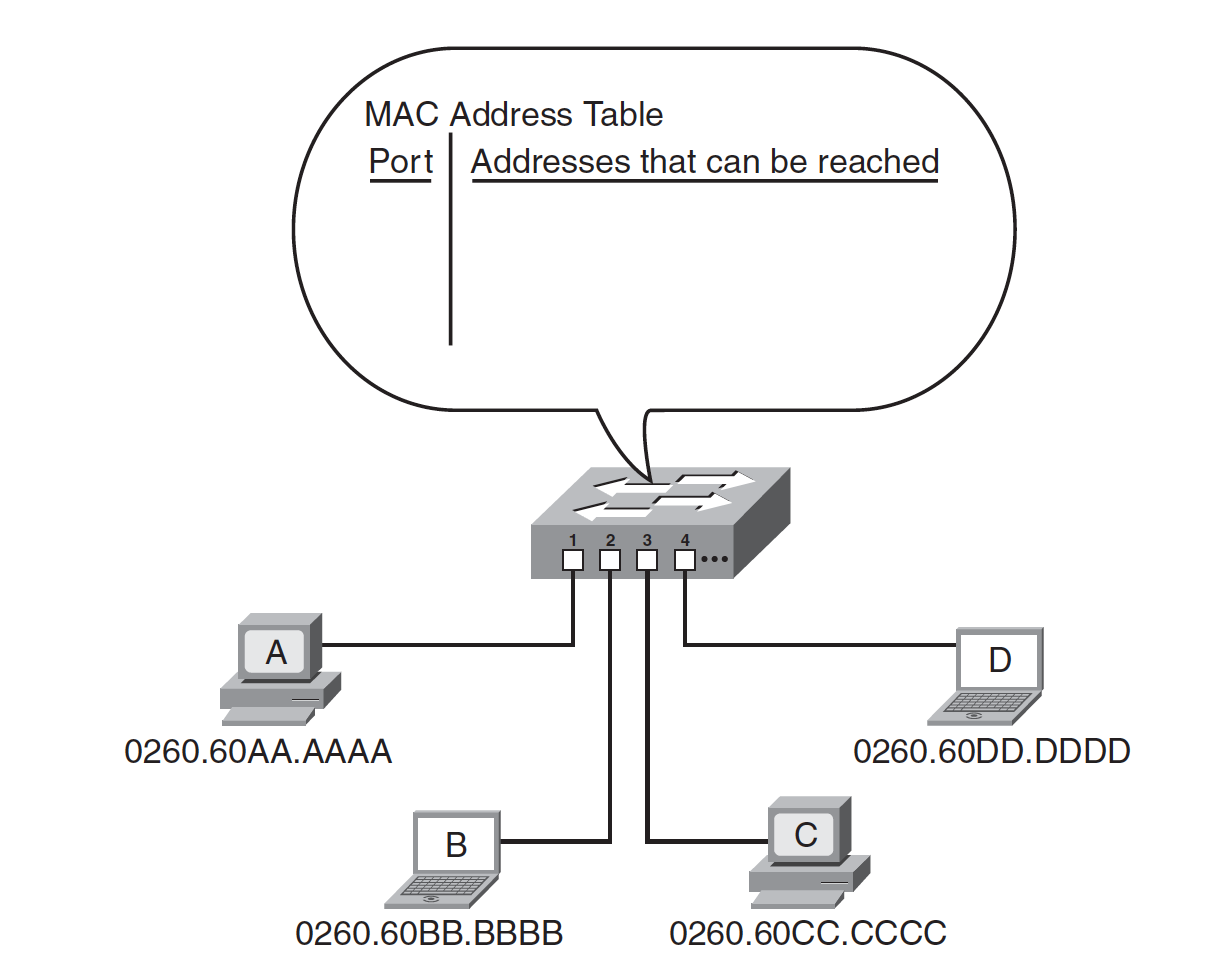 MAC Address Table
Port Addresses that can be reached
1 2 3 4
A
D
0260.60AA.AAAA
0260.60DD.DDDD
B
C
0260.60BB.BBBB
0260.60CC.CCCC